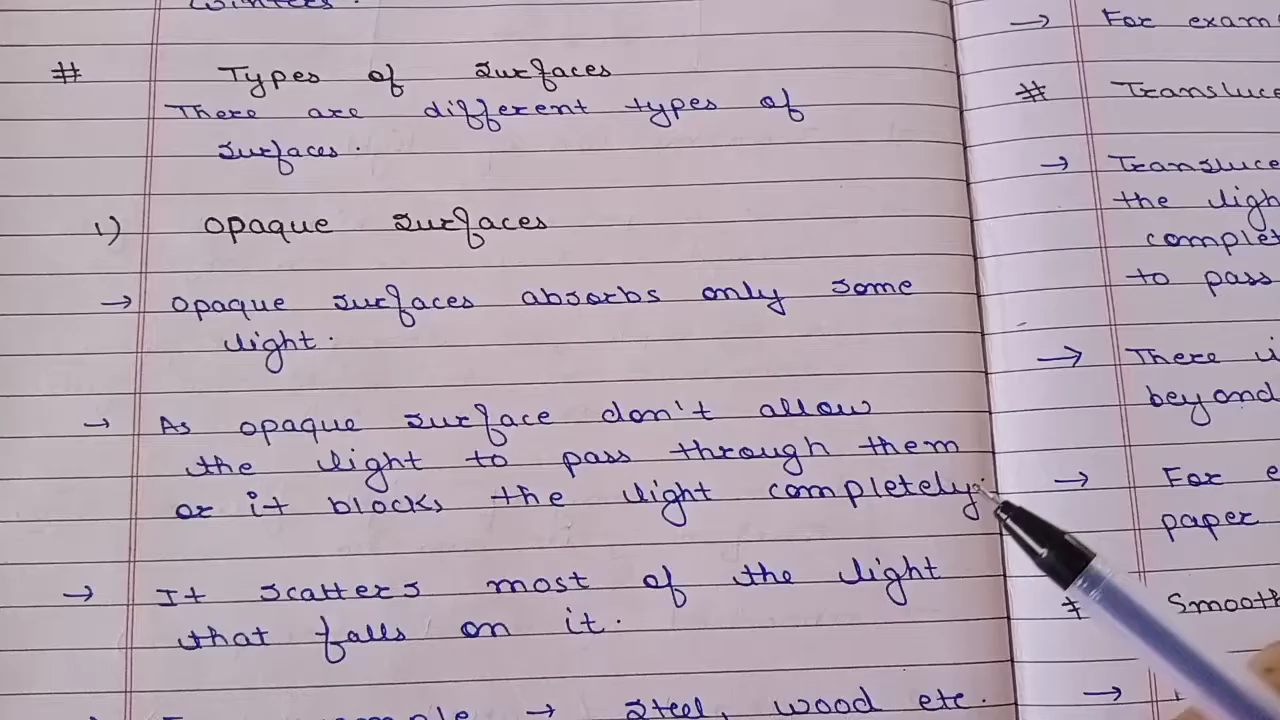 # Types of surfaces
There are different types of
surfaces.
1) Opaque surfaces
→ Opaque surfaces absorbs only some
light.
→ As opaque surface don't allow
the light to pass through them
or it blocks the light completely.
→ It scatters most of the light
that falls on it.
→ Steel, wood etc.
→ For exam
# Transluce
→ Transluce
the ligh
complet
to pass
→ There i
beyond
→ For e
paper
# Smooth
→